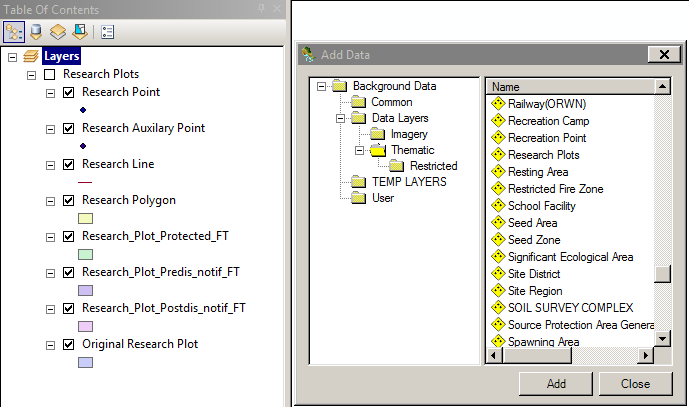 Table Of Contents
Layers
Research Plots
Research Point
Research Auxilary Point
Research Line
Research Polygon
Research_Plot_Protected_FT
Research_Plot_Predis_notif_FT
Research_Plot_Postdis_notif_FT
Original Research Plot
Add Data
Background Data
Common
Data Layers
Imagery
Thematic
Restricted
TEMP LAYERS
User
Name
Railway(ORWN)
Recreation Camp
Recreation Point
Research Plots
Resting Area
Restricted Fire Zone
School Facility
Seed Area
Seed Zone
Significant Ecological Area
Site District
Site Region
SOIL SURVEY COMPLEX
Source Protection Area Genera
Spawning Area
Add
Close